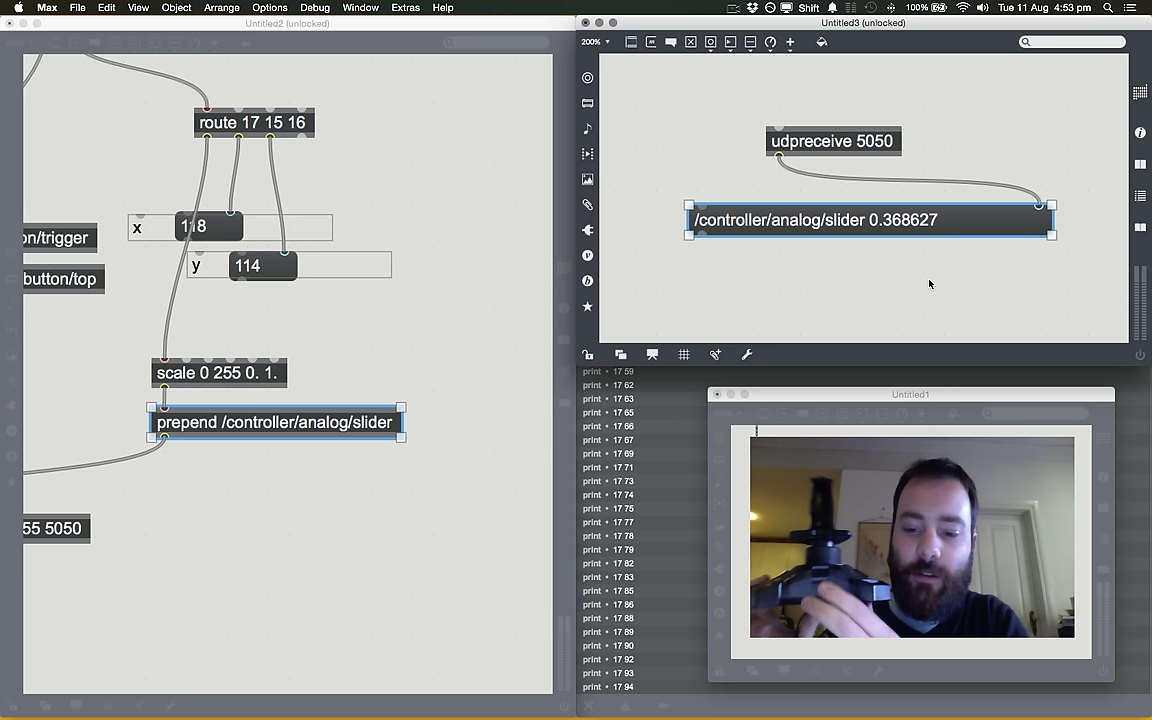 Max File Edit View Object Arrange Options Debug Window Extras Help
Shift 100% Tue 11 Aug 4:53 pm
Untitled2 (unlocked)
route 17 15 16
x 118
y 114
on/trigger
button/top
scale 0 255 0. 1.
prepend /controller/analog/slider
55 5050
Untitled3 (unlocked)
200%
udpreceive 5050
/controller/analog/slider 0.368627
print • 17 59
print • 17 62
print • 17 63
print • 17 65
print • 17 66
print • 17 67
print • 17 69
print • 17 71
print • 17 73
print • 17 74
print • 17 75
print • 17 77
print • 17 78
print • 17 79
print • 17 82
print • 17 83
print • 17 85
print • 17 86
print • 17 88
print • 17 89
print • 17 90
print • 17 92
print • 17 93
print • 17 94
Untitled1